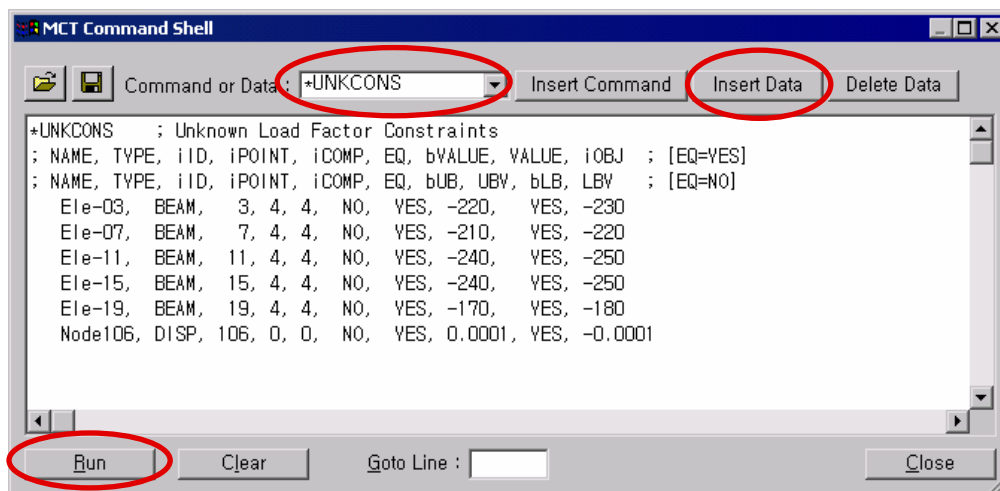 MCT Command Shell
Command or Data : *UNKCONS Insert Command Insert Data Delete Data
*UNKCONS ; Unknown Load Factor Constraints
; NAME, TYPE, iID, iPOINT, iCOMP, EQ, bVALUE, VALUE, iOBJ ; [EQ=YES]
; NAME, TYPE, iID, iPOINT, iCOMP, EQ, bUB, UBV, bLB, LBV ; [EQ=NO]
Ele-03, BEAM, 3, 4, 4, NO, YES, -220, YES, -230
Ele-07, BEAM, 7, 4, 4, NO, YES, -210, YES, -220
Ele-11, BEAM, 11, 4, 4, NO, YES, -240, YES, -250
Ele-15, BEAM, 15, 4, 4, NO, YES, -240, YES, -250
Ele-19, BEAM, 19, 4, 4, NO, YES, -170, YES, -180
Node106, DISP, 106, 0, 0, NO, YES, 0.0001, YES, -0.0001
Run Clear Goto Line : Close